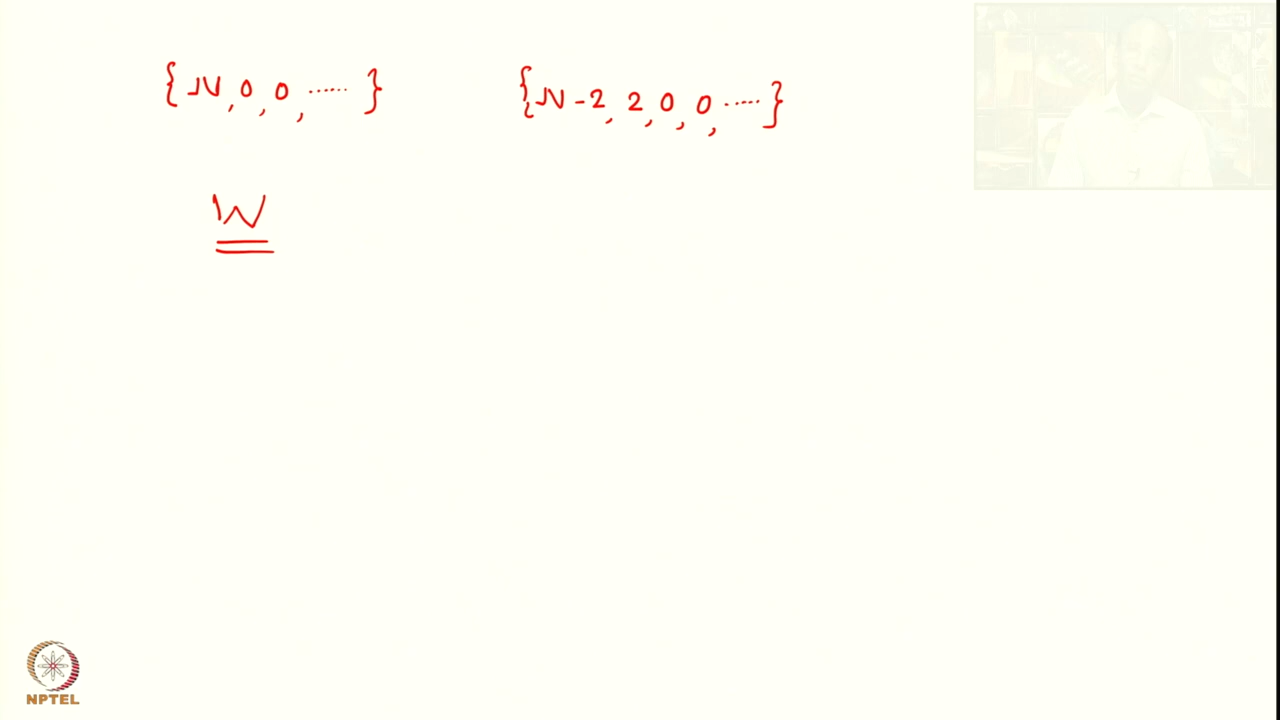 {N, 0, 0, ......} {N-2, 2, 0, 0, .....}
W
NPTEL